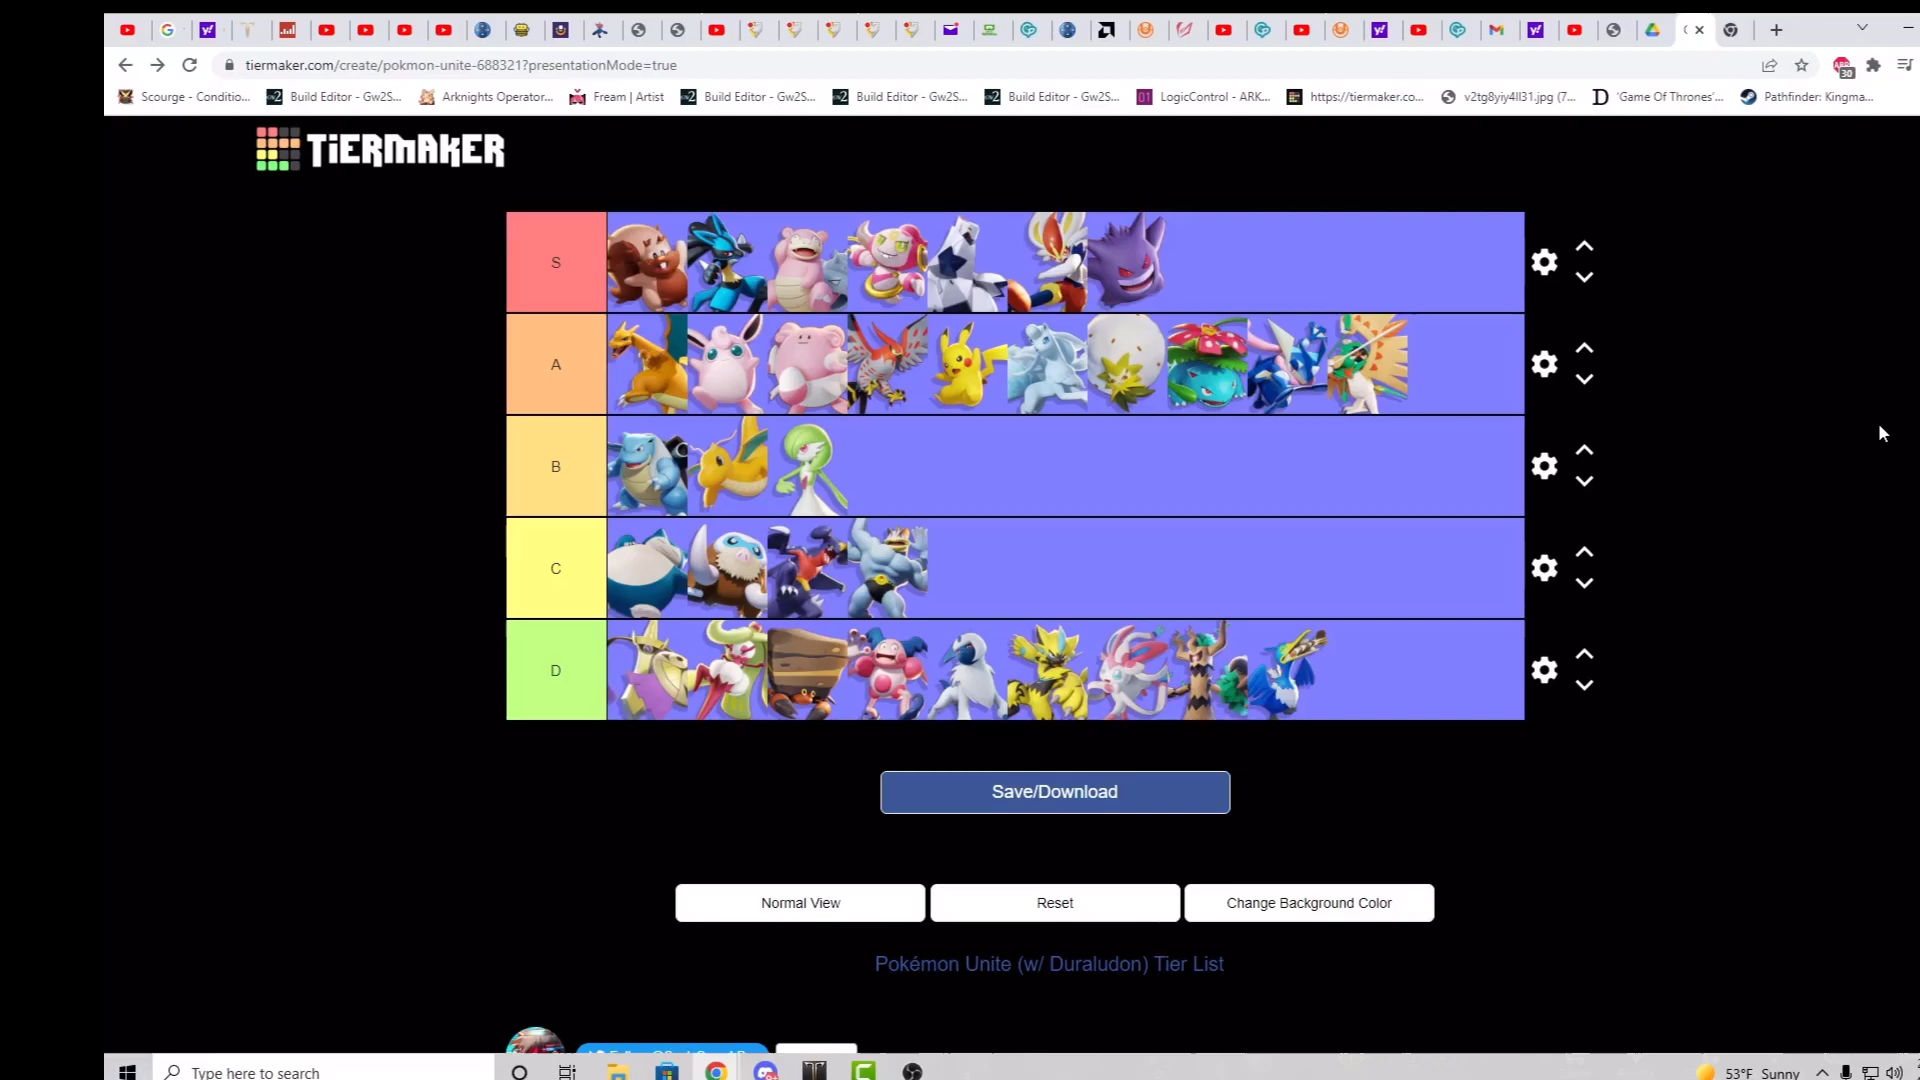 tiermaker.com/create/pokmon-unite-688321?presentationMode=true
30
Scourge - Conditio... Build Editor - Gw2S... Arknights Operator... Fream | Artist Build Editor - Gw2S... Build Editor - Gw2S... Build Editor - Gw2S... LogicControl - ARK... https://tiermaker.co... v2tg8yiy4ll31.jpg (7... 'Game Of Thrones'... Pathfinder: Kingma...
TiERMAKER
S
A
B
C
D
Save/Download
Normal View Reset Change Background Color
Pokémon Unite (w/ Duraludon) Tier List
Type here to search 53°F Sunny